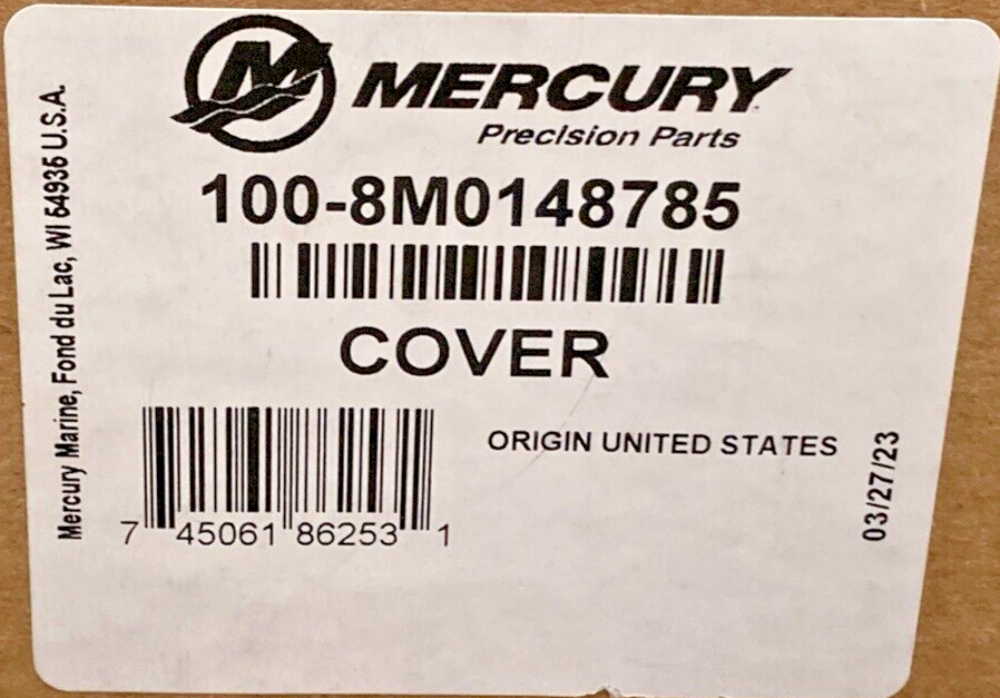 MERCURY
Precision Parts
100-8M0148785
COVER
7 45061 86253 1
ORIGIN UNITED STATES
03/27/23
Mercury Marine, Fond du Lac, WI 54935 U.S.A.